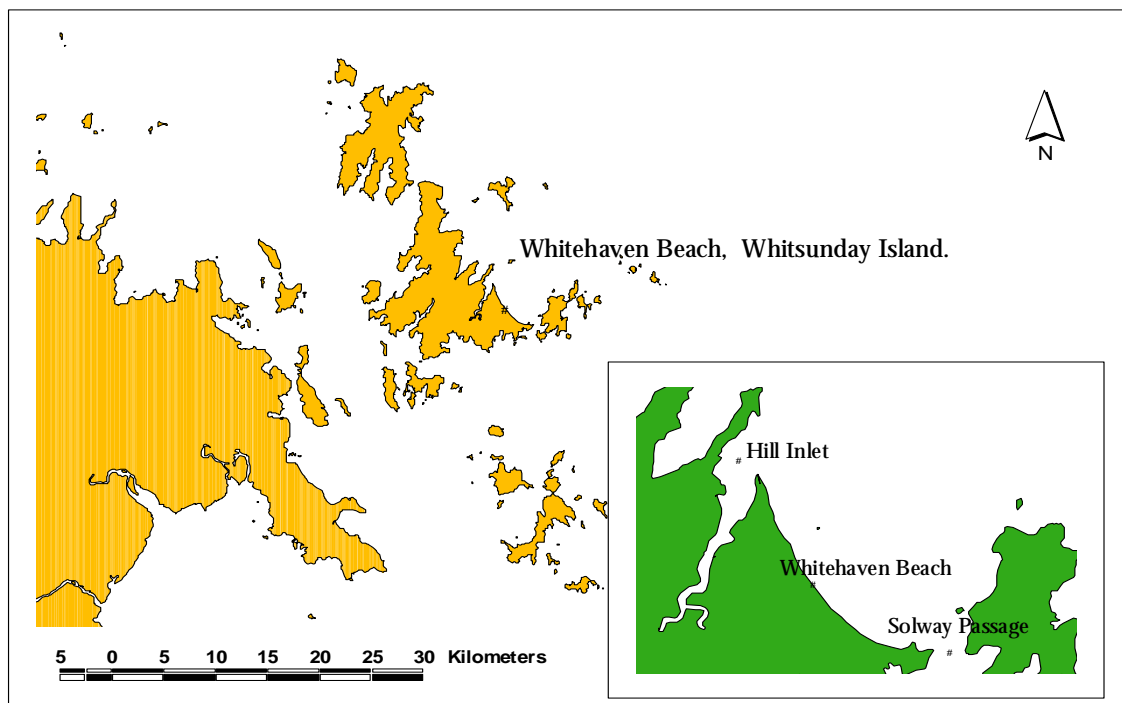 N
Whitehaven Beach, Whitsunday Island.
# 
# Hill Inlet
Whitehaven Beach
#
Solway Passage
#
5 0 5 10 15 20 25 30 Kilometers